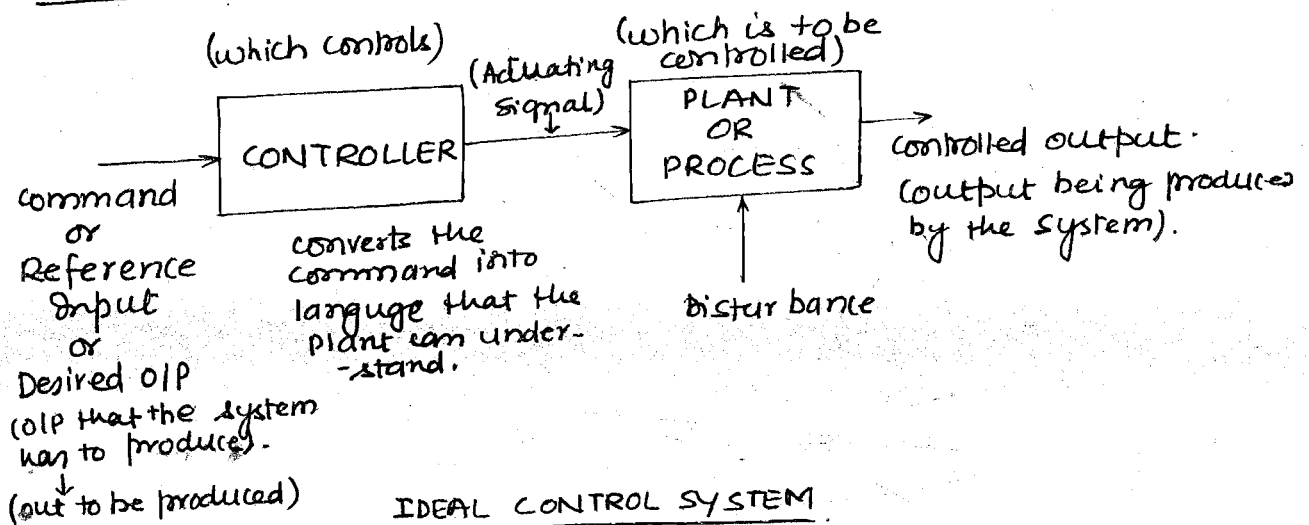 (which controls)
(which is to be
controlled)
(Actuating
signal)
CONTROLLER
PLANT
OR
PROCESS
controlled output.
(output being produces
by the system).
command
or
Reference
Input
or
Desired O/P
(O/P that the system
has to produce).
(out to be produced)
converts the
command into
languge that the
plant can under-
-stand.
Disturbance
IDEAL CONTROL SYSTEM